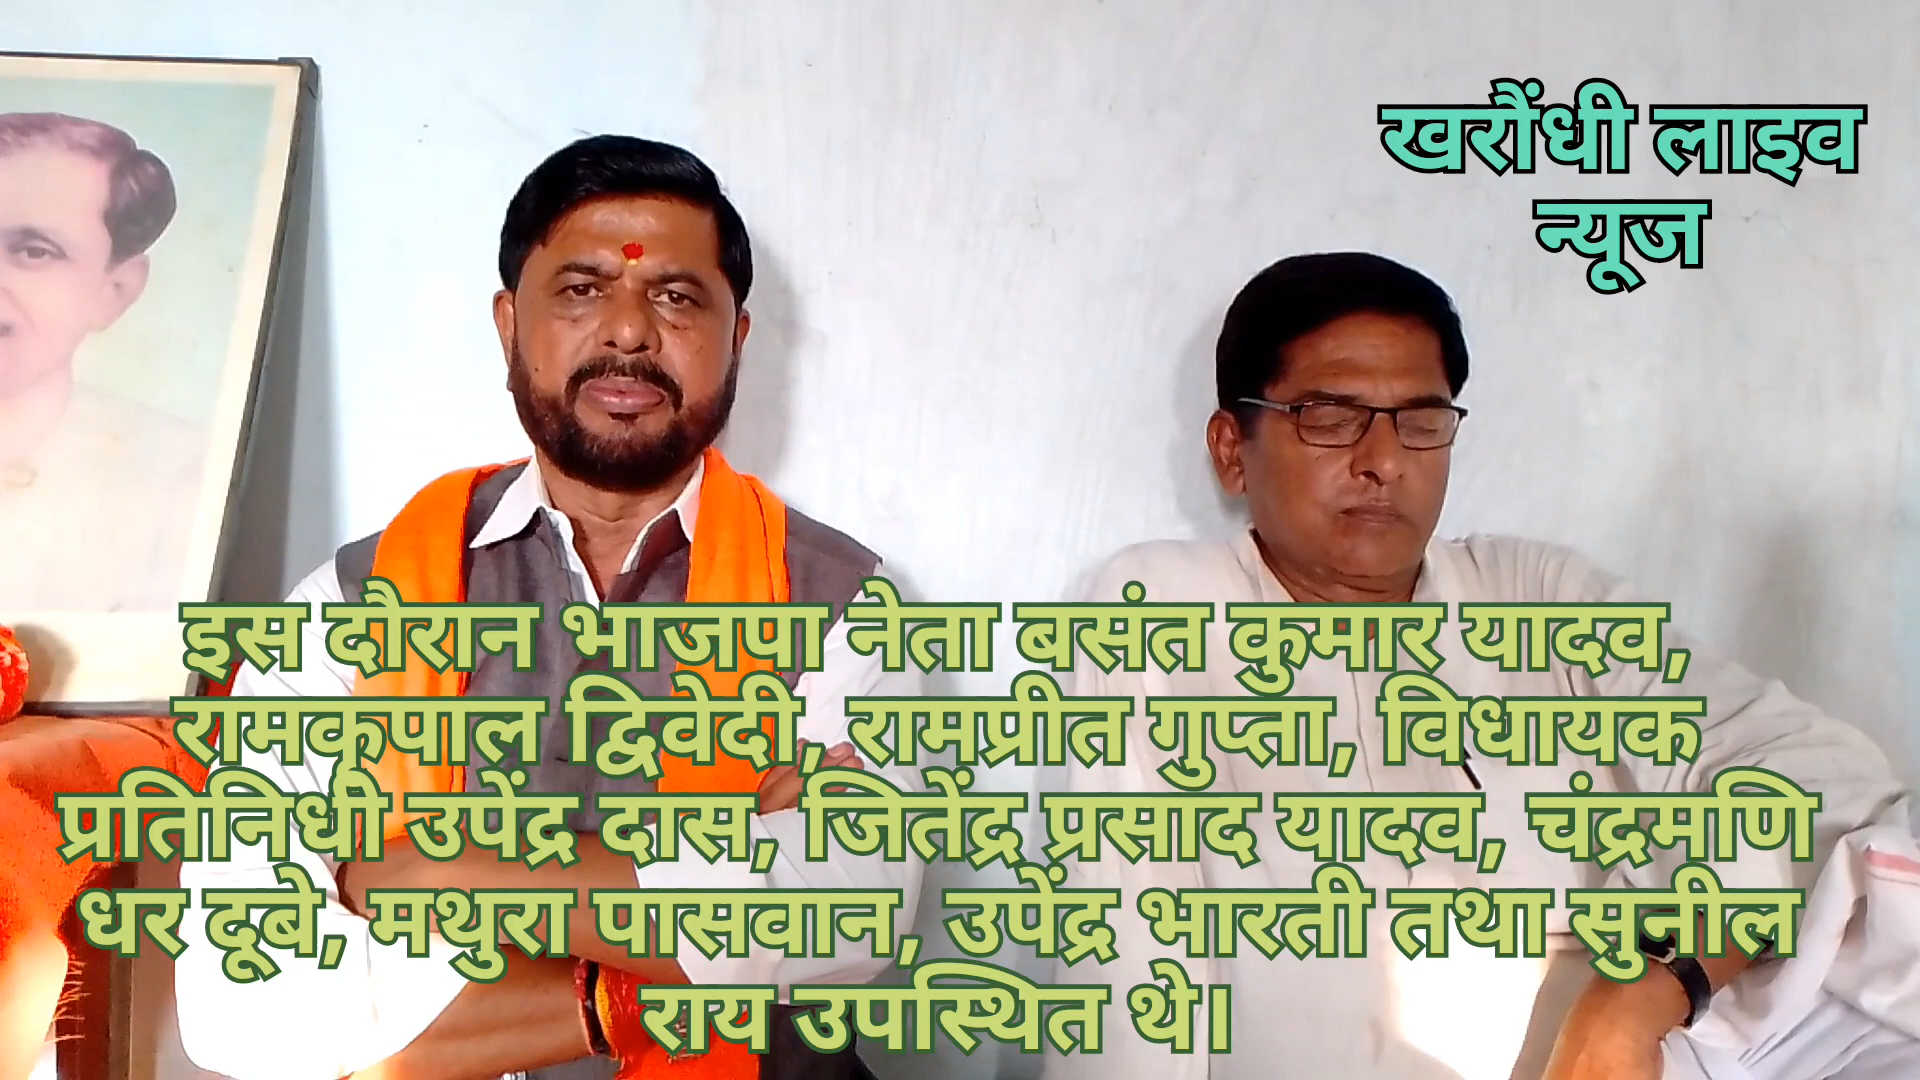 खरौंधी लाइव
न्यूज
इस दौरान भाजपा नेता बसंत कुमार यादव,
रामकृपाल द्विवेदी, रामप्रीत गुप्ता, विधायक
प्रतिनिधी उपेंद्र दास, जितेंद्र प्रसाद यादव, चंद्रमणि
धर दूबे, मथुरा पासवान, उपेंद्र भारती तथा सुनील
राय उपस्थित थे।